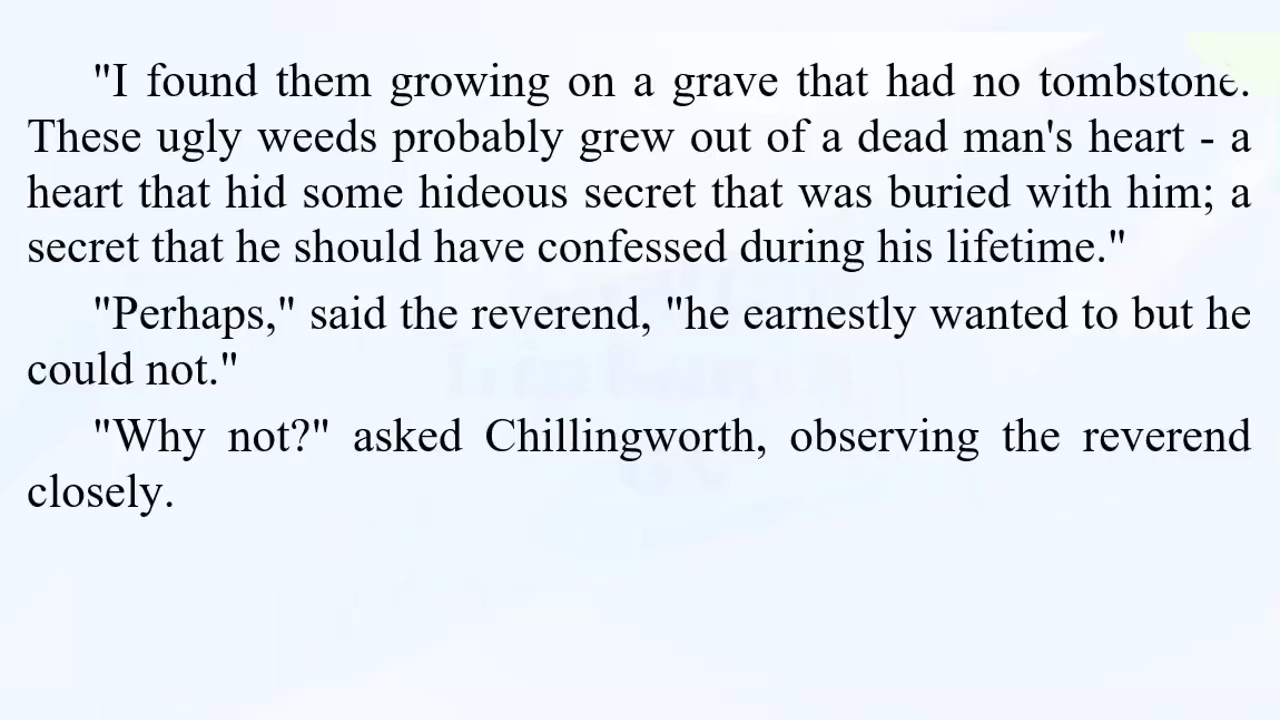 "I found them growing on a grave that had no tombstone.
These ugly weeds probably grew out of a dead man's heart - a
heart that hid some hideous secret that was buried with him; a
secret that he should have confessed during his lifetime."
"Perhaps," said the reverend, "he earnestly wanted to but he
could not."
"Why not?" asked Chillingworth, observing the reverend
closely.